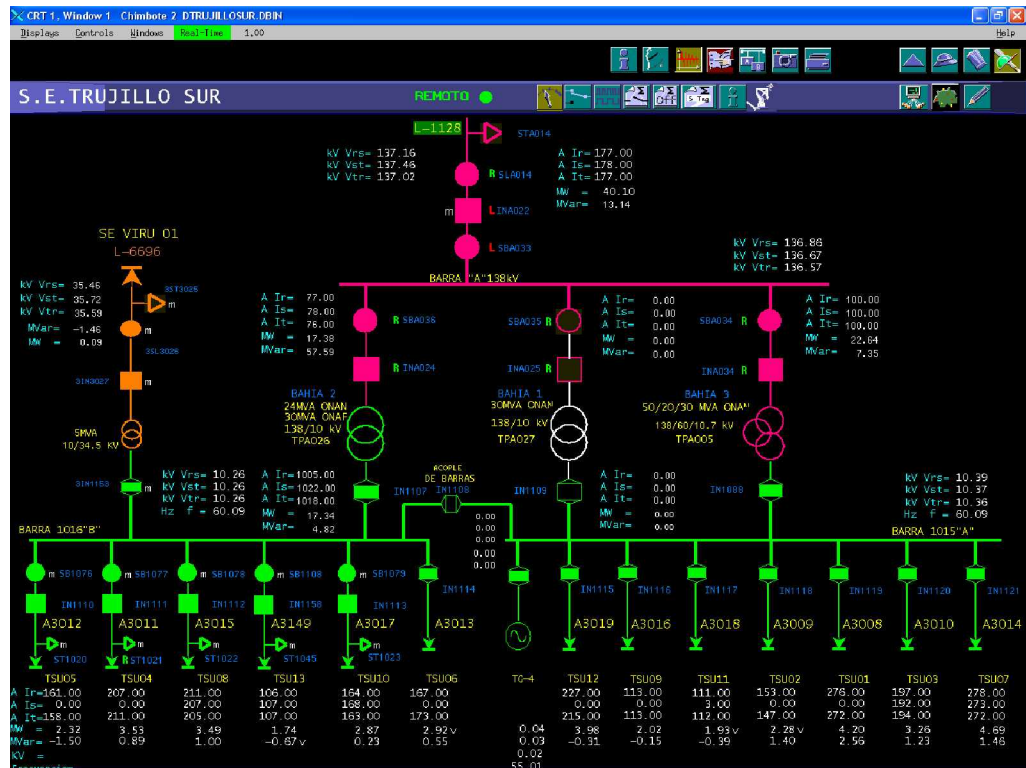 CRT 1, Window 1 Chimbote 2 DTRUJILLOSUR.DBIN
Displays Controls Windows Real-Time 1,00 Help
S.E.TRUJILLO SUR REMOTO
Off S Tag
L-1128 STA014
kV Vrs= 137.16 A Ir= 177.00
kV Vst= 137.46 A Is= 178.00
kV Vtr= 137.02 A It= 177.00
R SLA014
MW = 40.10
MVar= 13.14
m LINA022
L SBA033
SE VIRU 01
L-6696
kV Vrs= 136.86
kV Vst= 136.67
kV Vtr= 136.57
BARRA "A"138kV
kV Vrs= 35.46
kV Vst= 35.72
kV Vtr= 35.59
MVar= -1.46
MW = 0.09
m
m
m
A Ir= 77.00
A Is= 78.00
A It= 76.00
MW = 17.38
MVar= 57.59
R SBA036
R INA024
SBA035 R
INA025 R
A Ir= 0.00
A Is= 0.00
A It= 0.00
MW = 0.00
MVar= 0.00
SBA034 R
INA034 R
A Ir= 100.00
A Is= 100.00
A It= 100.00
MW = 22.64
MVar= 7.35
BAHIA 2
24MVA ONAN
30MVA ONAF
138/10 kV
TPA026
BAHIA 1
30MVA ONAN
138/10 kV
TPA027
BAHIA 3
138/60/10.7 kV
TPA005
5MVA
10/34.5 kV
m
kV Vrs= 10.26
kV Vst= 10.26
kV Vtr= 10.26
Hz f = 60.09
A Ir= 1005.00
A Is= 1022.00
A It= 1018.00
MW = 17.34
MVar= 4.82
IN1107
ACOPLE
DE BARRAS
IN1108
0.00
0.00
0.00
0.00
0.00
IN1109
A Ir= 0.00
A Is= 0.00
A It= 0.00
MW = 0.00
MVar= 0.00
kV Vrs= 10.39
kV Vst= 10.37
kV Vtr= 10.36
Hz f = 60.09
BARRA 1016"B" BARRA 1015"A"
m SB1076 m SB1077 m SB1078 m SB1108 m SB1079
IN1110 IN1111 IN1112 IN1158 IN1113 IN1114 IN1115 IN1116 IN1117 IN1118 IN1119 IN1120 IN1121
A3012 A3011 A3015 A3149 A3017 A3013 A3019 A3016 A3018 A3009 A3008 A3010 A3014
m m m m m
ST1020 R ST1021 ST1022 ST1045 ST1023
TSU05 TSU04 TSU08 TSU13 TSU10 TSU06 TG-4 TSU12 TSU09 TSU11 TSU02 TSU01 TSU03 TSU07
A Ir=161.00 207.00 211.00 106.00 164.00 167.00 227.00 113.00 111.00 153.00 276.00 197.00 278.00
A Is= 0.00 0.00 207.00 107.00 168.00 0.00 0.00 0.00 3.00 0.00 0.00 192.00 273.00
A It=158.00 211.00 205.00 107.00 163.00 173.00 215.00 113.00 112.00 147.00 272.00 194.00 272.00
MW = 2.32 3.53 3.49 1.74 2.87 2.92 v 0.04 3.98 2.02 1.93 v 2.28 v 4.20 3.26 4.69
MVar= -1.50 0.89 1.00 -0.67 v 0.23 0.55 0.03 -0.31 -0.15 -0.39 1.40 2.56 1.23 1.46
KV = 0.02
55.01